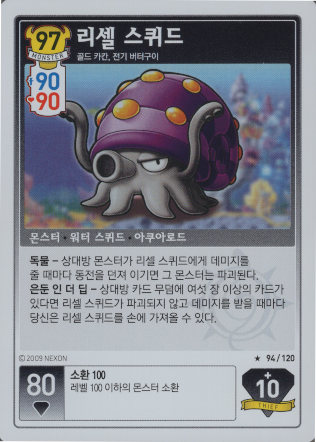 97
MONSTER
리셀 스퀴드
골드 카칸, 전기 버터구이
90
90
몬스터 · 워터 스퀴드 · 아쿠아로드
독물 – 상대방 몬스터가 리셀 스퀴드에게 데미지를
줄 때마다 동전을 던져 이기면 그 몬스터는 파괴된다.
은둔 인 더 딥 – 상대방 카드 무덤에 여섯 장 이상의 카드가
있다면 리셀 스퀴드가 파괴되지 않고 데미지를 받을 때마다
당신은 리셀 스퀴드를 손에 가져올 수 있다.
© 2009 NEXON
★ 94/120
80
소환 100
레벨 100 이하의 몬스터 소환
+
10
THIEF